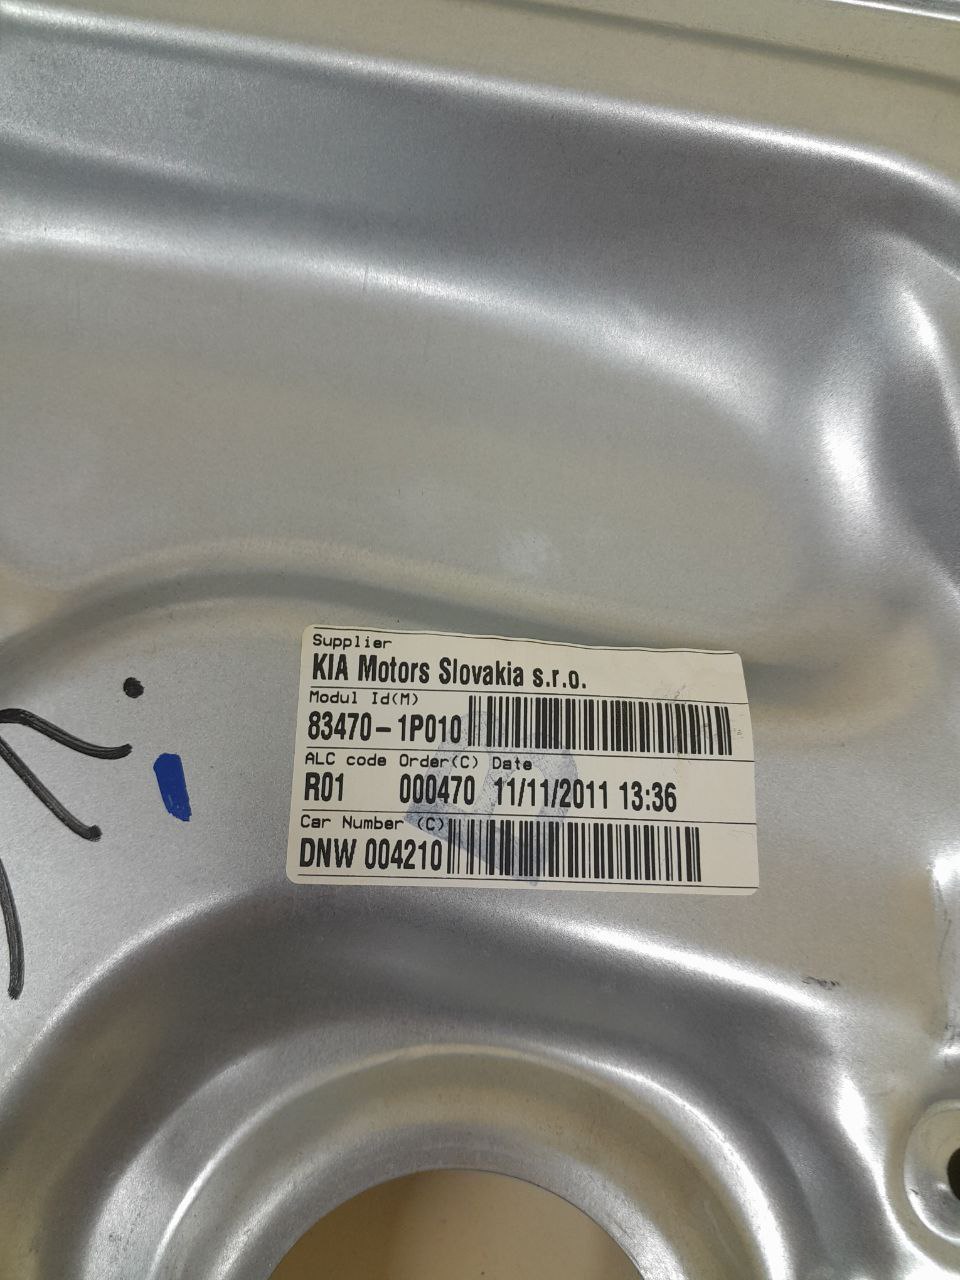 Supplier
KIA Motors Slovakia s.r.o.
Modul Id(M)
83470-1P010
ALC code Order(C) Date
R01 000470 11/11/2011 13:36
Car Number (C)
DNW 004210